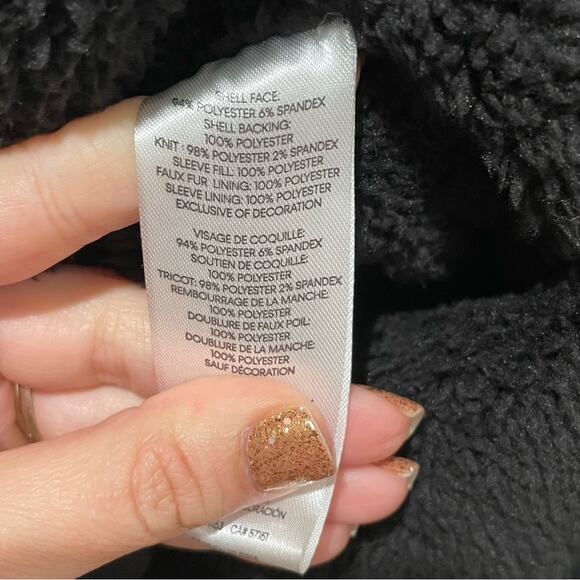 SHELL FACE:
94% POLYESTER 6% SPANDEX
SHELL BACKING:
100% POLYESTER
KNIT : 98% POLYESTER 2% SPANDEX
SLEEVE FILL: 100% POLYESTER
FAUX FUR LINING: 100% POLYESTER
SLEEVE LINING: 100% POLYESTER
EXCLUSIVE OF DECORATION
VISAGE DE COQUILLE:
94% POLYESTER 6% SPANDEX
SOUTIEN DE COQUILLE:
100% POLYESTER
TRICOT: 98% POLYESTER 2% SPANDEX
REMBOURRAGE DE LA MANCHE:
100% POLYESTER
DOUBLURE DE FAUX POIL:
100% POLYESTER
DOUBLURE DE LA MANCHE:
100% POLYESTER
SAUF DÉCORATION
CA# 57151